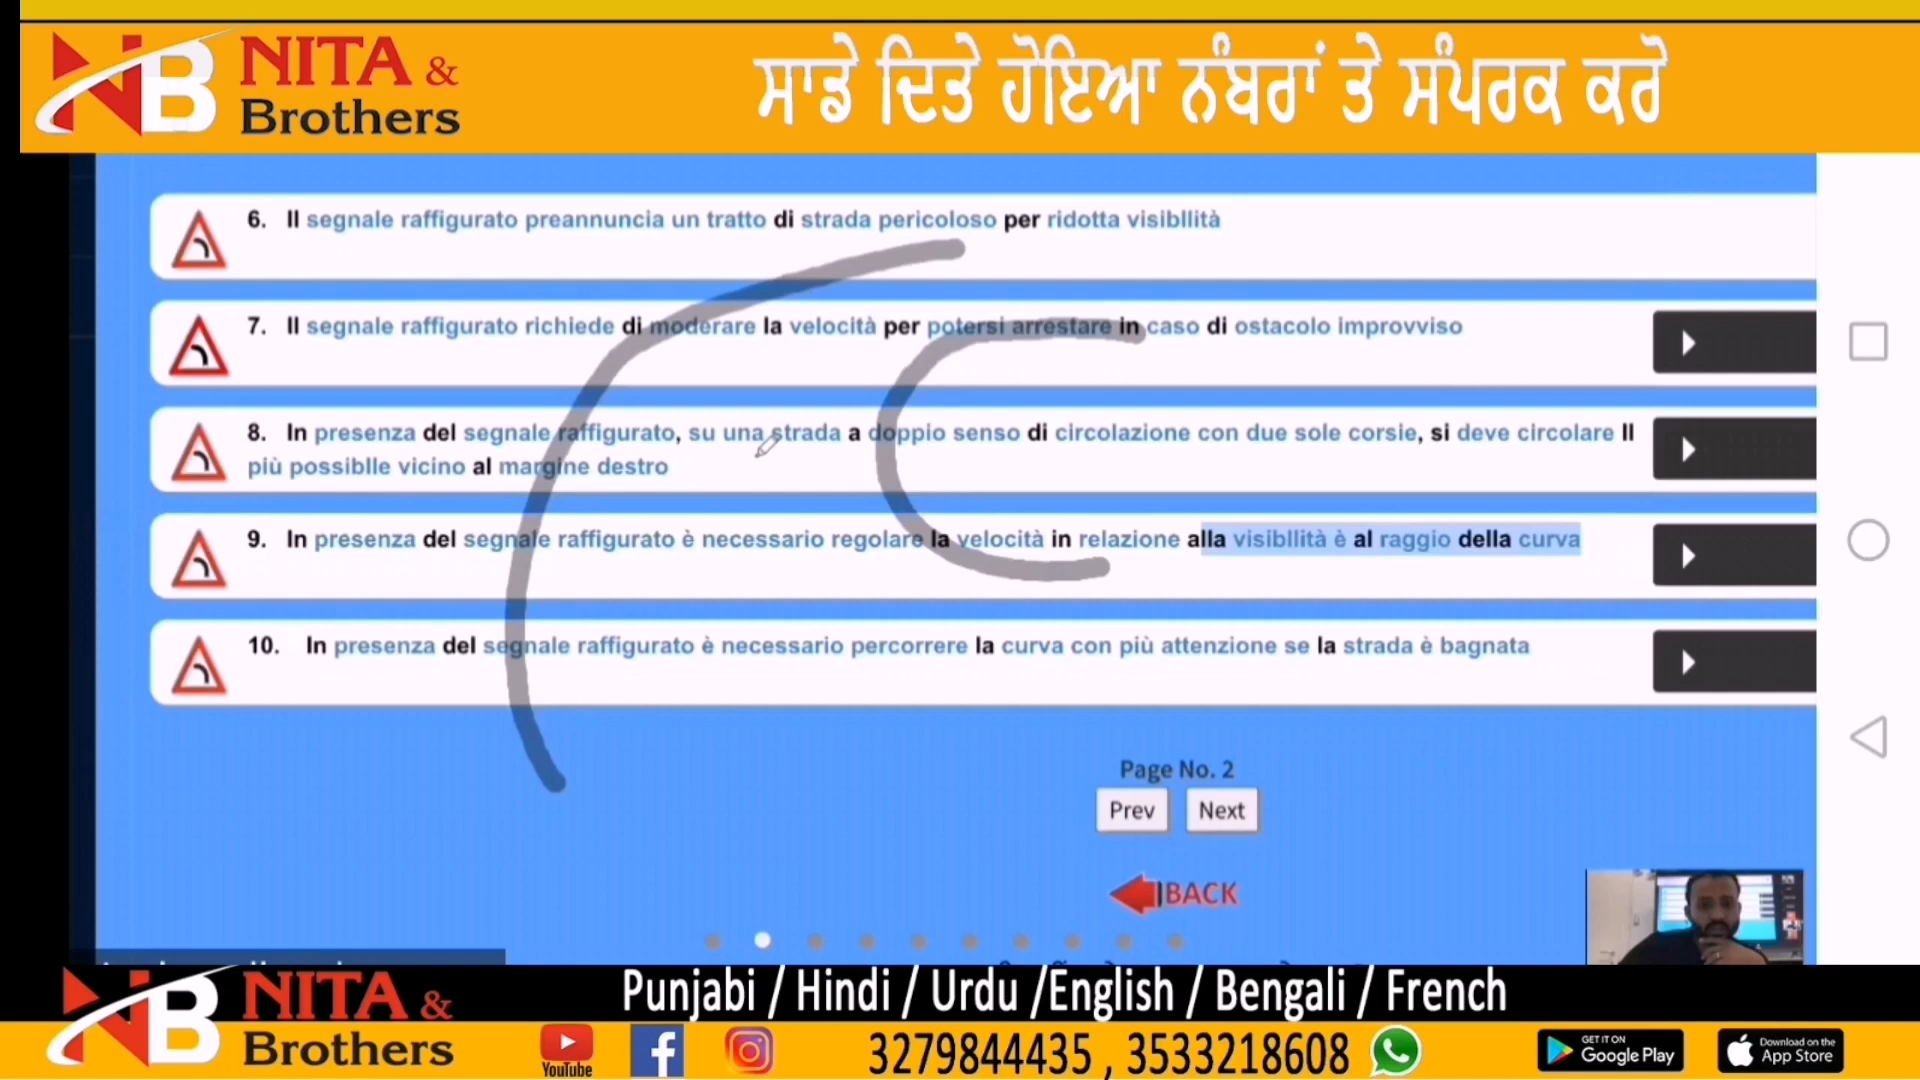 NITA &
Brothers
ਸਾਡੇ ਦਿਤੇ ਹੋਇਆ ਨੰਬਰਾਂ ਤੇ ਸੰਪਰਕ ਕਰੋ
6. Il segnale raffigurato preannuncia un tratto di strada pericoloso per ridotta visibllità
7. Il segnale raffigurato richiede di moderare la velocità per potersi arrestare in caso di ostacolo improvviso
8. In presenza del segnale raffigurato, su una strada a doppio senso di circolazione con due sole corsie, si deve circolare Il
più possiblle vicino al margine destro
9. In presenza del segnale raffigurato è necessario regolare la velocità in relazione alla visibllità è al raggio della curva
10. In presenza del segnale raffigurato è necessario percorrere la curva con più attenzione se la strada è bagnata
Page No. 2
Prev Next
BACK
NITA &
Brothers
Punjabi / Hindi / Urdu /English / Bengali / French
YouTube
3279844435 , 3533218608
GET IT ON
Google Play
Download on the
App Store